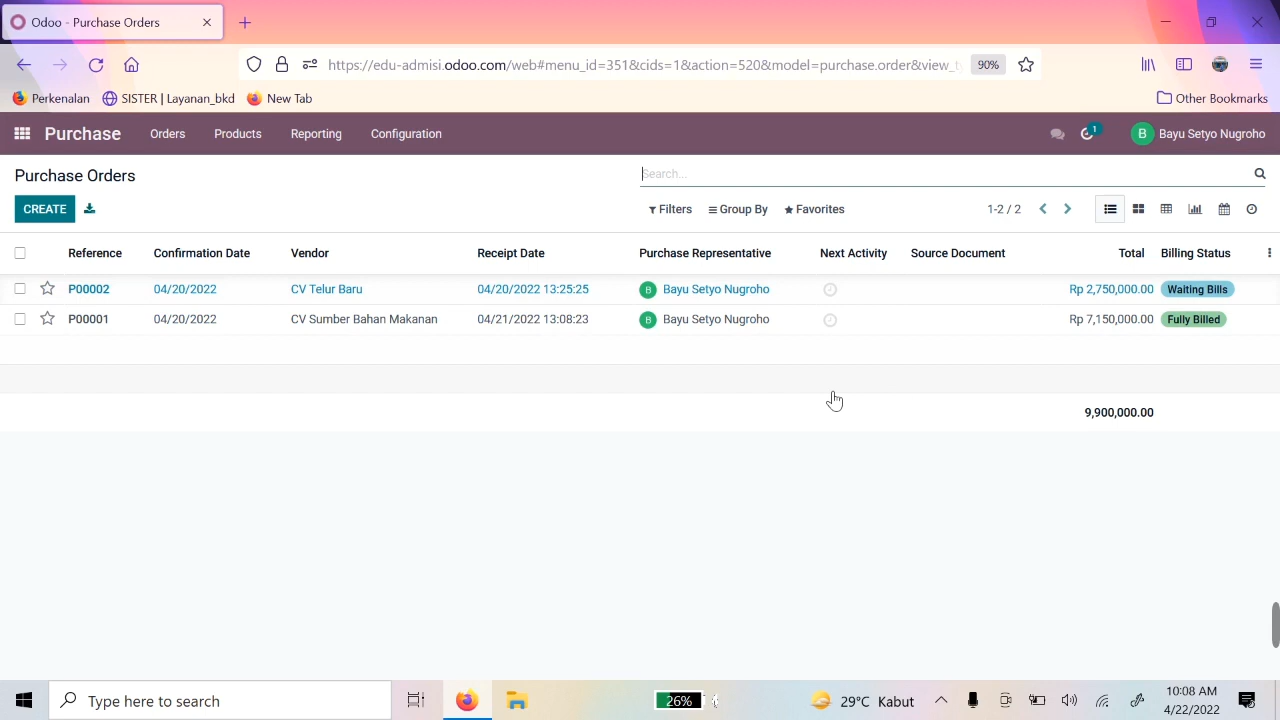 Odoo - Purchase Orders
https://edu-admisi.odoo.com/web#menu_id=351&cids=1&action=520&model=purchase.order&view_
90%
Perkenalan
SISTER | Layanan_bkd
New Tab
Other Bookmarks
Purchase
Orders
Products
Reporting
Configuration
1
B
Bayu Setyo Nugroho
Purchase Orders
Search...
CREATE
Filters
Group By
Favorites
1-2 / 2
Reference Confirmation Date Vendor Receipt Date Purchase Representative Next Activity Source Document Total Billing Status
P00002 04/20/2022 CV Telur Baru 04/20/2022 13:25:25 B Bayu Setyo Nugroho Rp 2,750,000.00 Waiting Bills
P00001 04/20/2022 CV Sumber Bahan Makanan 04/21/2022 13:08:23 B Bayu Setyo Nugroho Rp 7,150,000.00 Fully Billed
9,900,000.00
Type here to search
26%
29°C Kabut
10:08 AM
4/22/2022